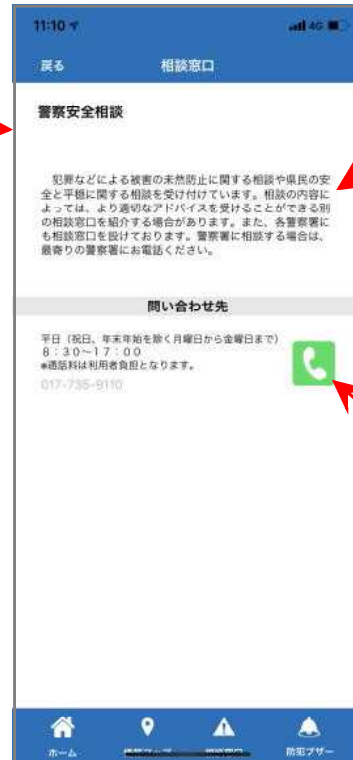 11:10
4G
戻る
相談窓口
警察安全相談
犯罪などによる被害の未然防止に関する相談や県民の安
全と平穏に関する相談を受け付けています。相談の内容に
よっては、より適切なアドバイスを受けることができる別
の相談窓口を紹介する場合があります。また、各警察署に
も相談窓口を設けております。警察署に相談する場合は、
最寄りの警察署にお電話ください。
問い合わせ先
平日（祝日、年末年始を除く月曜日から金曜日まで）
８：３０～１７：００
※通話料は利用者負担となります。
017-735-9110
ホーム
防犯ブザー